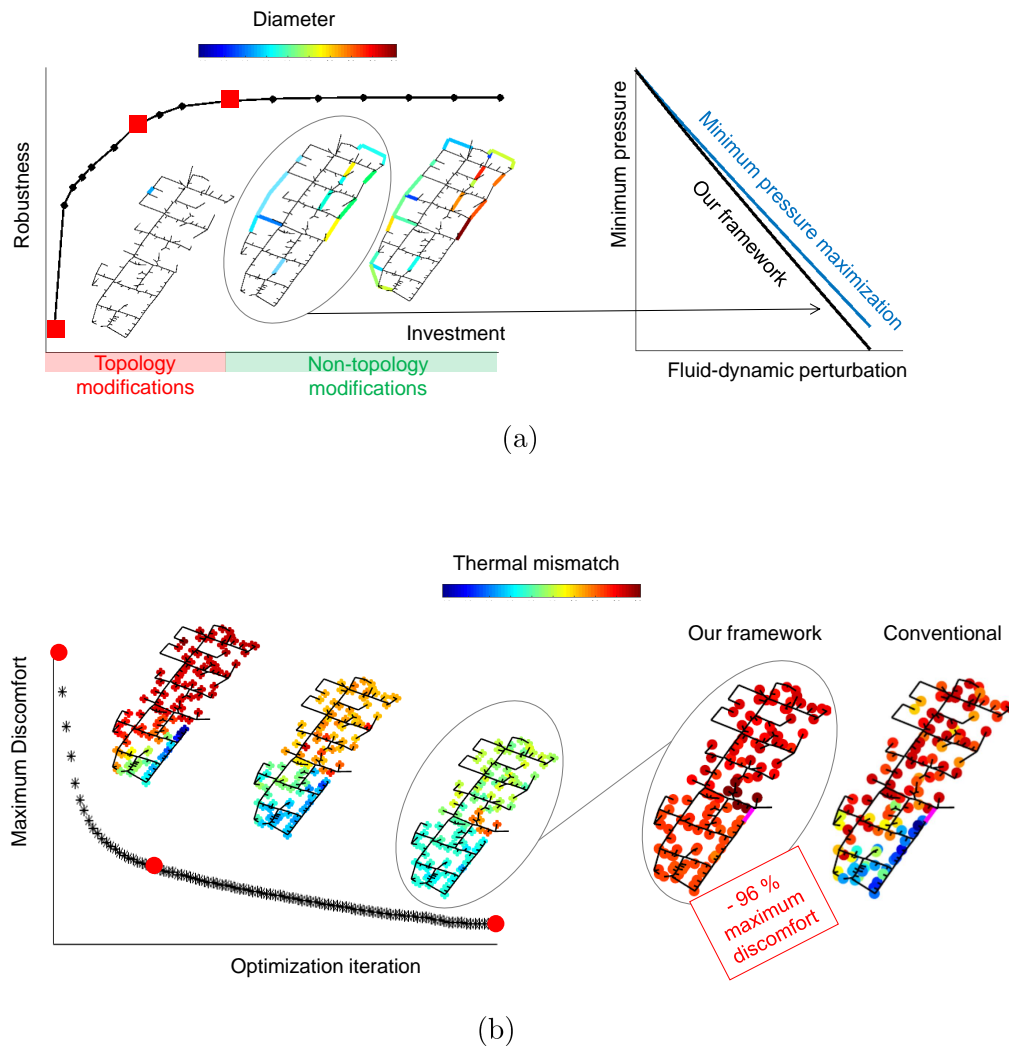 Diameter
Robustness
Investment
Topology
modifications
Non-topology
modifications
Minimum pressure
Minimum pressure maximization
Our framework
Fluid-dynamic perturbation
(a)
Thermal mismatch
Our framework
Conventional
Maximum Discomfort
- 96 %
maximum
discomfort
Optimization iteration
(b)